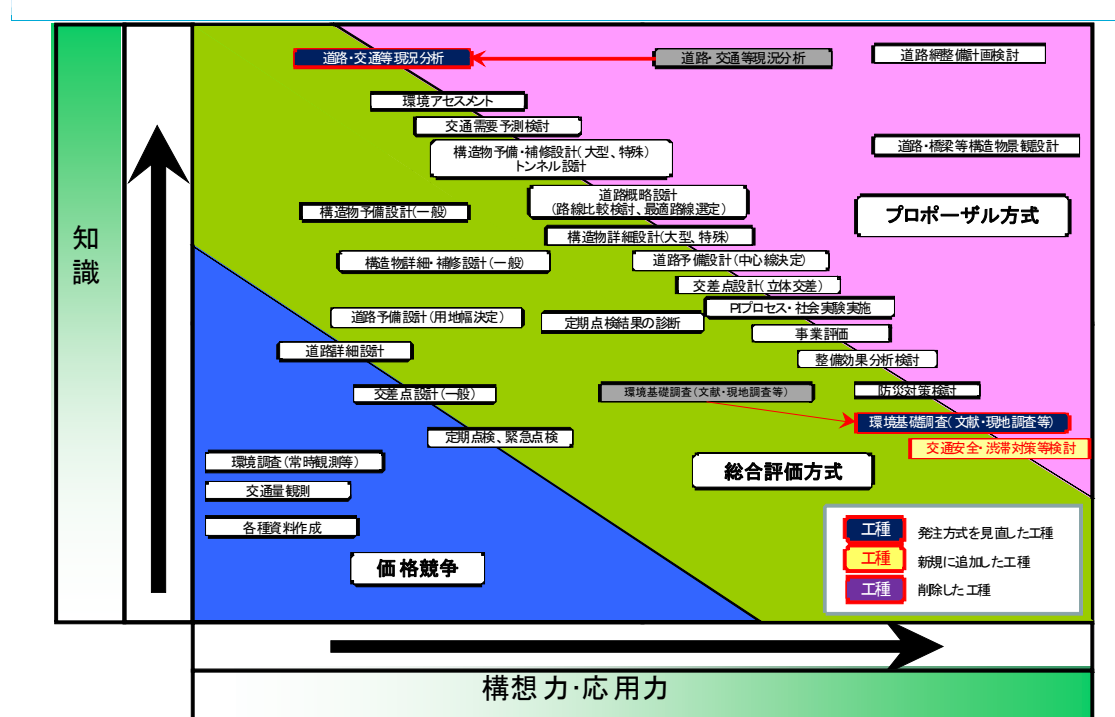 道路・交通等現況分析
道路・交通等現況分析
道路網整備計画検討
環境アセスメント
交通需要予測検討
構造物予備・補修設計(大型、特殊)
トンネル設計
道路・橋梁等構造物景観設計
道路概略設計
(路線比較検討、最適路線選定)
構造物予備設計(一般)
プロポーザル方式
構造物詳細設計(大型、特殊)
知識
構造物詳細・補修設計(一般)
道路予備設計(中心線決定)
交差点設計(立体交差)
PIプロセス・社会実験実施
道路予備設計(用地幅決定)
定期点検結果の診断
事業評価
道路詳細設計
整備効果分析検討
交差点設計(一般)
環境基礎調査(文献・現地調査等)
防災対策検討
環境基礎調査(文献・現地調査等)
定期点検、緊急点検
交通安全・渋滞対策等検討
環境調査(常時観測等)
総合評価方式
交通量観測
各種資料作成
価格競争
工種 発注方式を見直した工種
工種 新規に追加した工種
工種 削除した工種
構想力・応用力